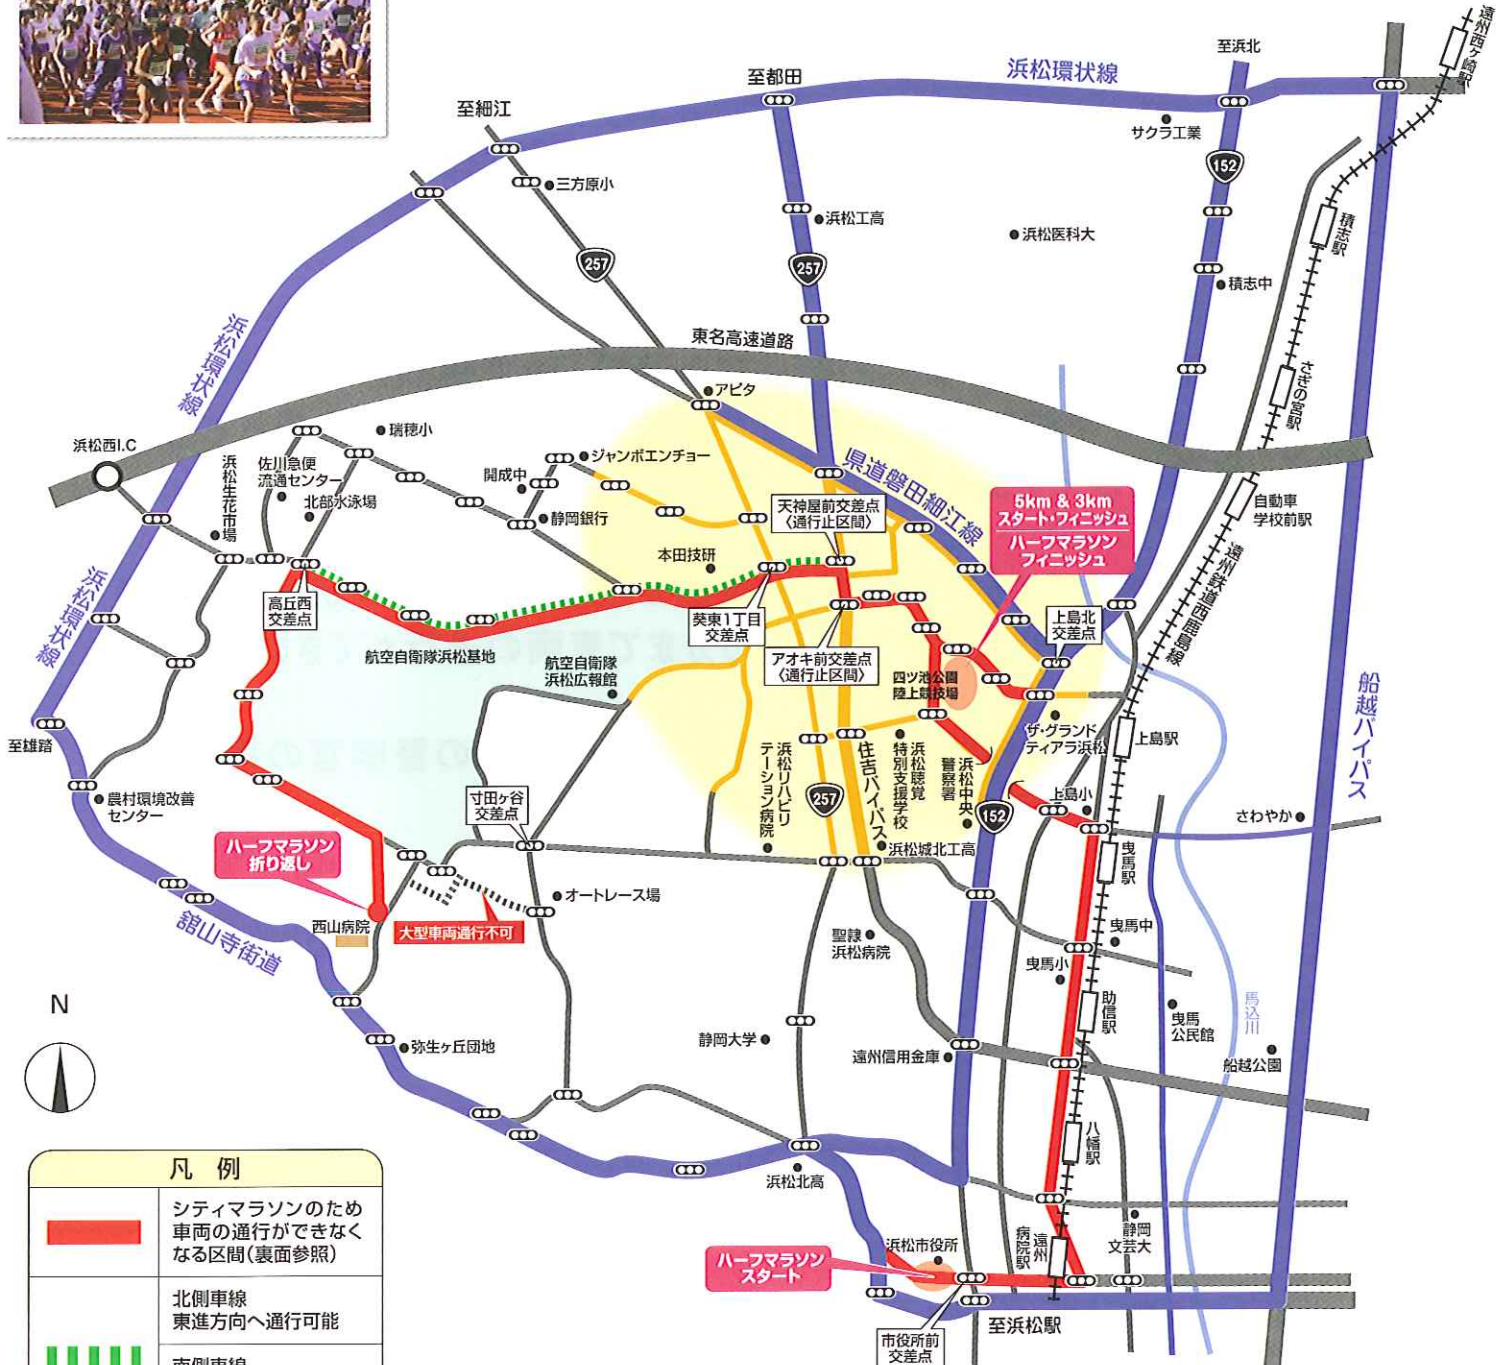 遠州西ヶ崎駅
至浜北
浜松環状線
至都田
至細江
サクラ工業
152
三方原小
浜松工高
浜松医科大
積志駅
257
257
積志中
浜松環状線
東名高速道路
さぎの宮駅
アピタ
瑞穂小
浜松西I.C
浜松生花市場
佐川急便
流通センター
北部水泳場
開成中
ジャンボエンチョー
静岡銀行
県道磐田細江線
天神屋前交差点
〈通行止区間〉
5km & 3km
スタート・フィニッシュ
ハーフマラソン
フィニッシュ
自動車
学校前駅
遠州鉄道西鹿島線
本田技研
浜松環状線
高丘西
交差点
葵東1丁目
交差点
上島北
交差点
航空自衛隊浜松基地
航空自衛隊
浜松広報館
アオキ前交差点
〈通行止区間〉
四ツ池公園
陸上競技場
船越バイパス
至雄踏
ザ・グランド
ティアラ浜松
上島駅
農村環境改善
センター
寸田ヶ谷
交差点
浜松リハビリ
テーション病院
257
住吉バイパス
浜松聴覚
特別支援学校
浜松中央
警察署
152
上島小
さわやか
ハーフマラソン
折り返し
浜松城北工高
曳馬駅
オートレース場
西山病院
大型車両通行不可
舘山寺街道
聖隷
浜松病院
曳馬中
曳馬小
N
助信駅
曳馬
公民館
馬込川
静岡大学
弥生ヶ丘団地
遠州信用金庫
船越公園
八幡駅
浜松北高
凡例
シティマラソンのため
車両の通行ができなく
なる区間(裏面参照)
北側車線
東進方向へ通行可能
南側車線
ハーフマラソン
スタート
浜松市役所
遠州
病院駅
静岡
文芸大
至浜松駅
市役所前
交差点